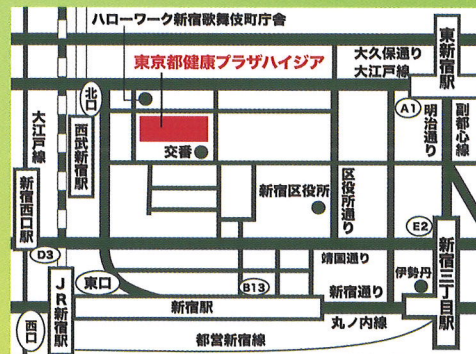 ハローワーク新宿歌舞伎町庁舎
東新宿駅
大久保通り
大江戸線
東京都健康プラザハイジア
北口
A1
明治通り
副都心線
大江戸線
西武新宿駅
交番
区役所通り
新宿区役所
新宿西口駅
E2
D3
靖国通り
伊勢丹
新宿三丁目駅
JR新宿駅
東口
B13
新宿通り
新宿駅
丸ノ内線
西口
都営新宿線